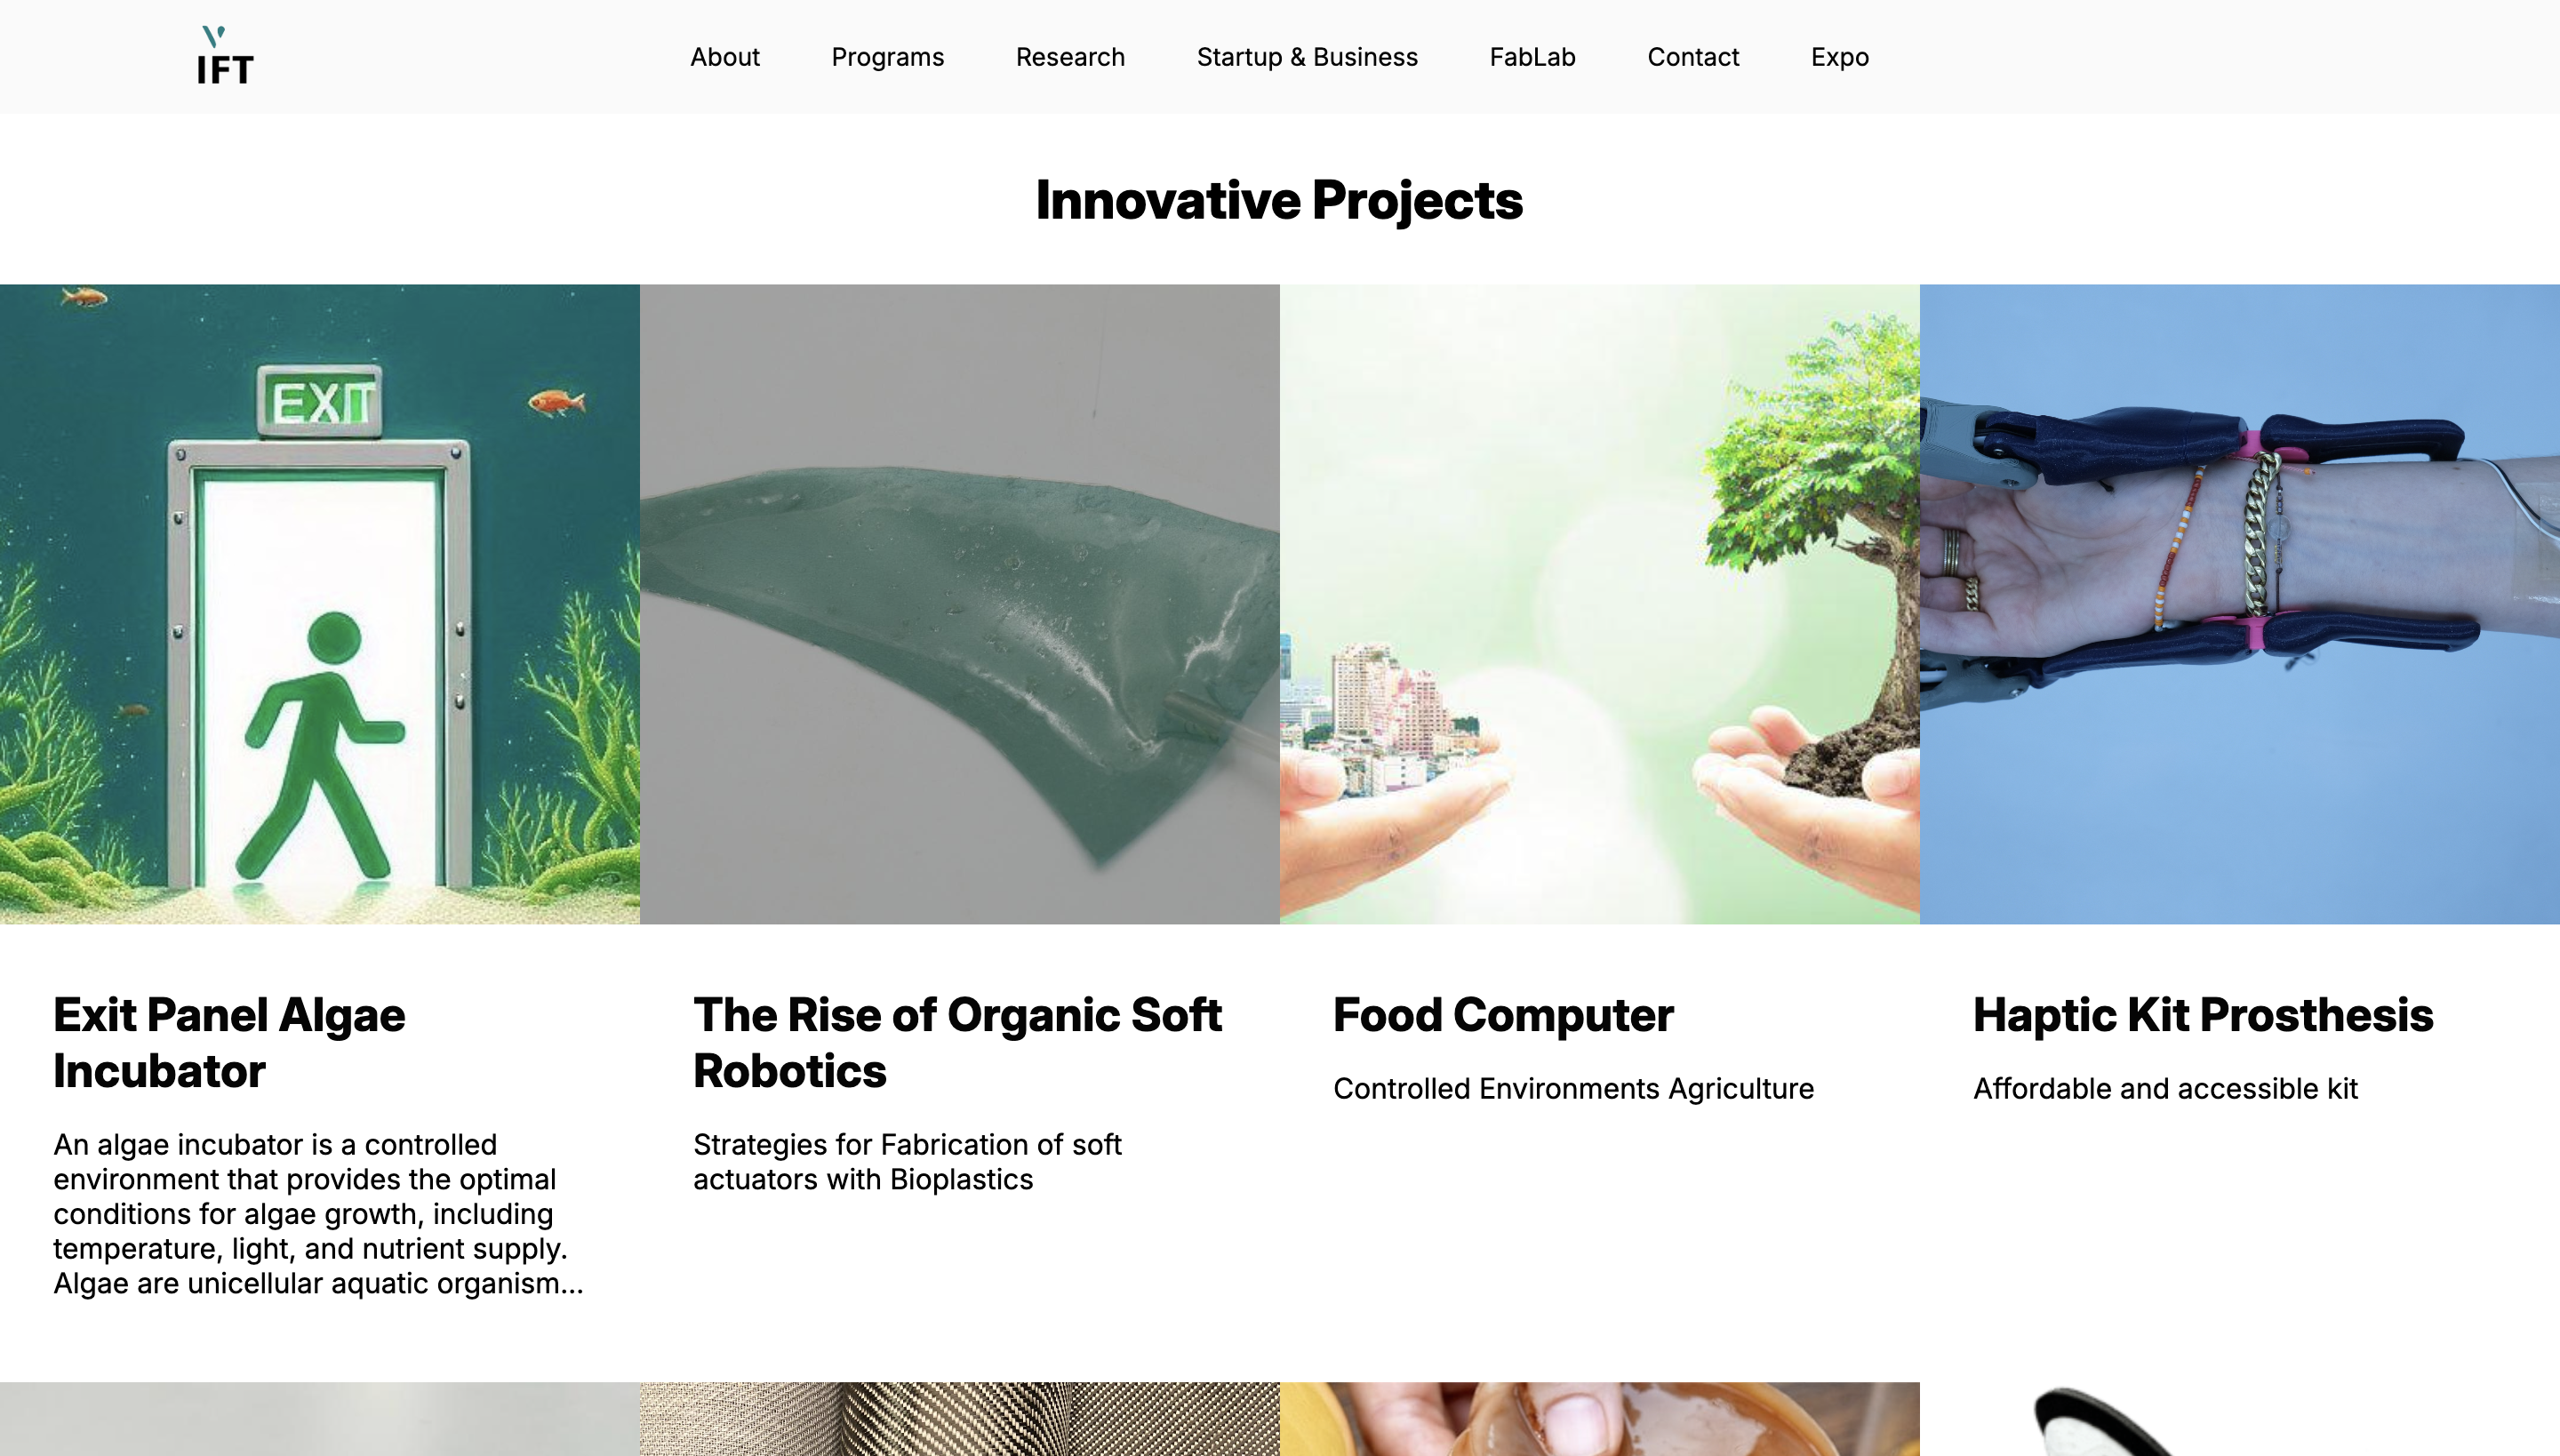 IFT
About
Programs
Research
Startup & Business
FabLab
Contact
Expo
Innovative Projects
EXIT
Exit Panel Algae
Incubator
An algae incubator is a controlled
environment that provides the optimal
conditions for algae growth, including
temperature, light, and nutrient supply.
Algae are unicellular aquatic organism...
The Rise of Organic Soft
Robotics
Strategies for Fabrication of soft
actuators with Bioplastics
Food Computer
Controlled Environments Agriculture
Haptic Kit Prosthesis
Affordable and accessible kit